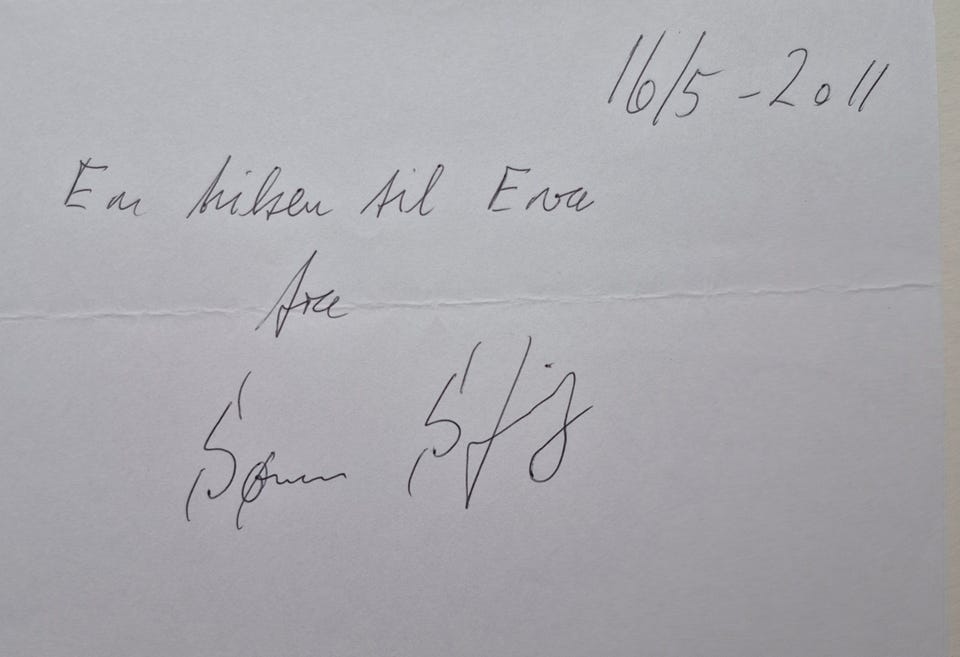 16/5 - 2011
En hilsen til Eva
fra
Søren